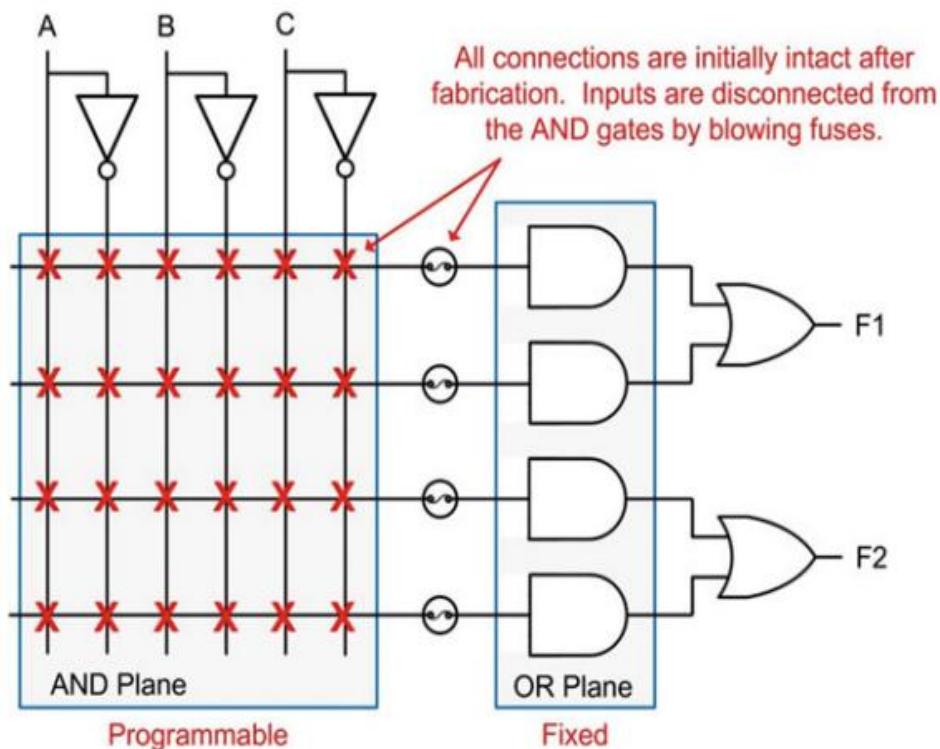 A B C
All connections are initially intact after
fabrication. Inputs are disconnected from
the AND gates by blowing fuses.
F1
F2
AND Plane
OR Plane
Programmable
Fixed